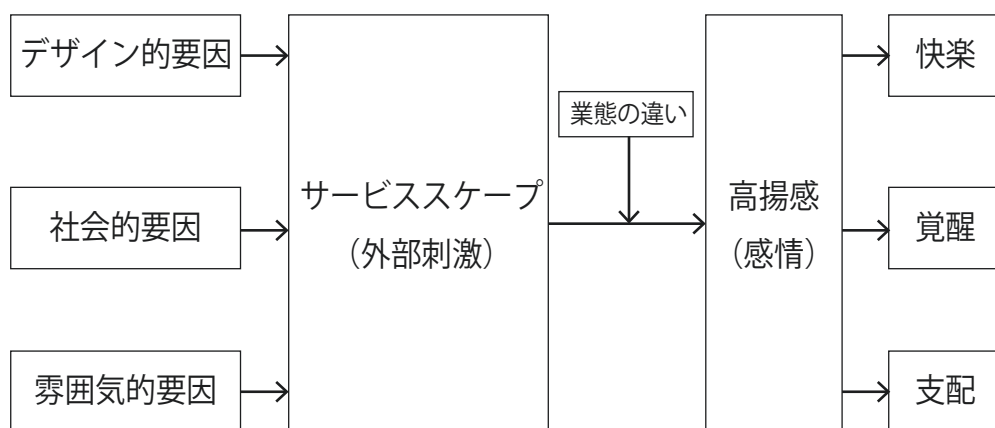 デザイン的要因
社会的要因
雰囲気的要因
サービススケープ
（外部刺激）
業態の違い
高揚感
（感情）
快楽
覚醒
支配